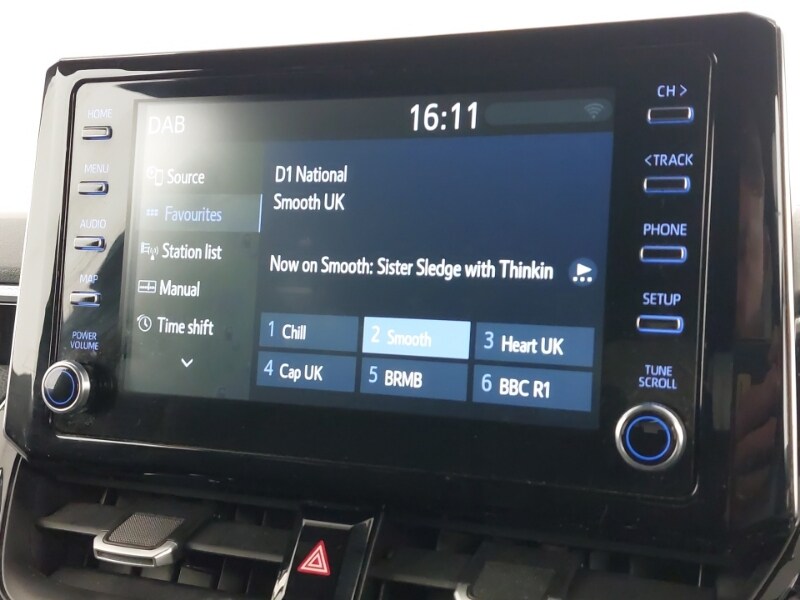 HOME
MENU
AUDIO
MAP
POWER
VOLUME
DAB
16:11
Source
Favourites
Station list
Manual
Time shift
D1 National
Smooth UK
Now on Smooth: Sister Sledge with Thinkin
1 Chill
2 Smooth
3 Heart UK
4 Cap UK
5 BRMB
6 BBC R1
CH >
< TRACK
PHONE
SETUP
TUNE
SCROLL